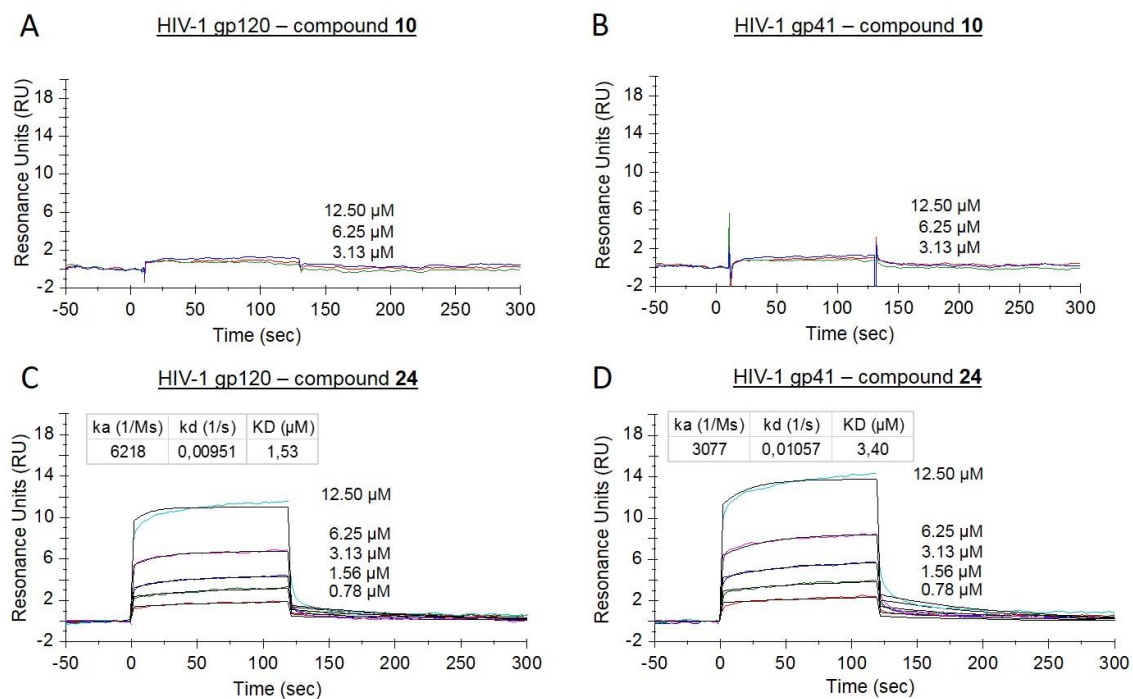 A
HIV-1 gp120 – compound 10
Resonance Units (RU)
18
14
10
6
2
-2
12.50 µM
6.25 µM
3.13 µM
-50 0 50 100 150 200 250 300
Time (sec)
B
HIV-1 gp41 – compound 10
Resonance Units (RU)
18
14
10
6
2
-2
12.50 µM
6.25 µM
3.13 µM
-50 0 50 100 150 200 250 300
Time (sec)
C
HIV-1 gp120 – compound 24
Resonance Units (RU)
18
14
10
6
2
-2
ka (1/Ms) kd (1/s) KD (µM)
6218 0,00951 1,53
12.50 µM
6.25 µM
3.13 µM
1.56 µM
0.78 µM
-50 0 50 100 150 200 250 300
Time (sec)
D
HIV-1 gp41 – compound 24
Resonance Units (RU)
18
14
10
6
2
-2
ka (1/Ms) kd (1/s) KD (µM)
3077 0,01057 3,40
12.50 µM
6.25 µM
3.13 µM
1.56 µM
0.78 µM
-50 0 50 100 150 200 250 300
Time (sec)